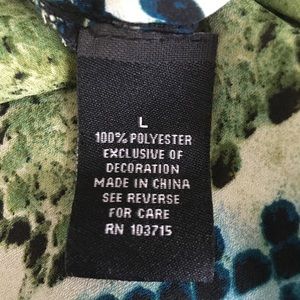 L
100% POLYESTER
EXCLUSIVE OF
DECORATION
MADE IN CHINA
SEE REVERSE
FOR CARE
RN 103715